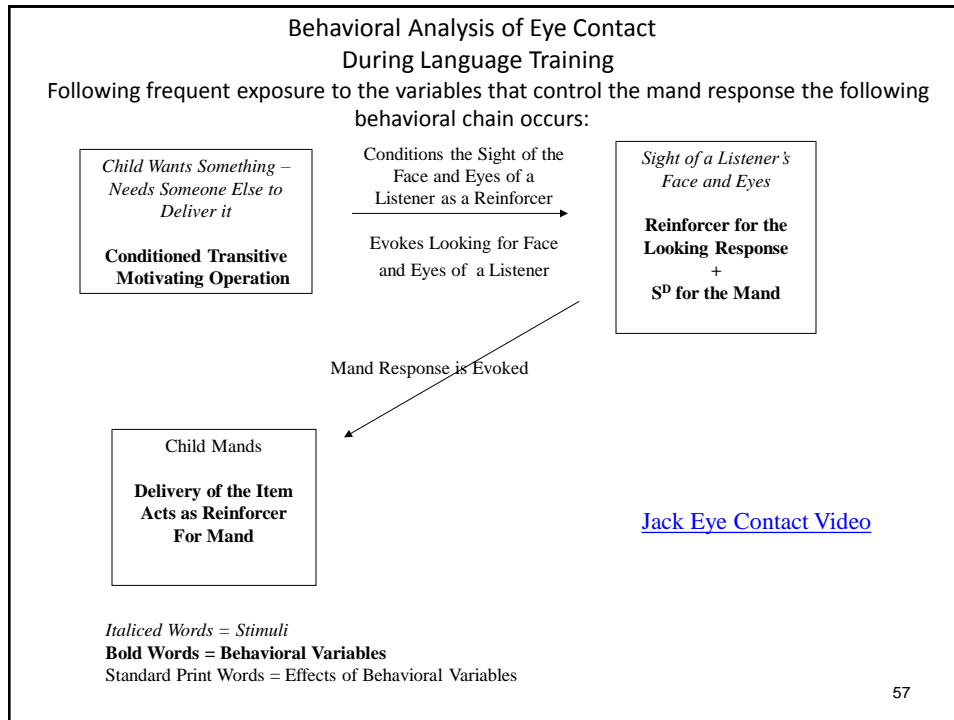 Behavioral Analysis of Eye Contact
During Language Training
Following frequent exposure to the variables that control the mand response the following
behavioral chain occurs:
Child Wants Something –
Needs Someone Else to
Deliver it
Conditioned Transitive
Motivating Operation
Conditions the Sight of the
Face and Eyes of a
Listener as a Reinforcer
Evokes Looking for Face
and Eyes of a Listener
Sight of a Listener's
Face and Eyes
Reinforcer for the
Looking Response
+
S^D for the Mand
Mand Response is Evoked
Child Mands
Delivery of the Item
Acts as Reinforcer
For Mand
Jack Eye Contact Video
Italiced Words = Stimuli
Bold Words = Behavioral Variables
Standard Print Words = Effects of Behavioral Variables
57